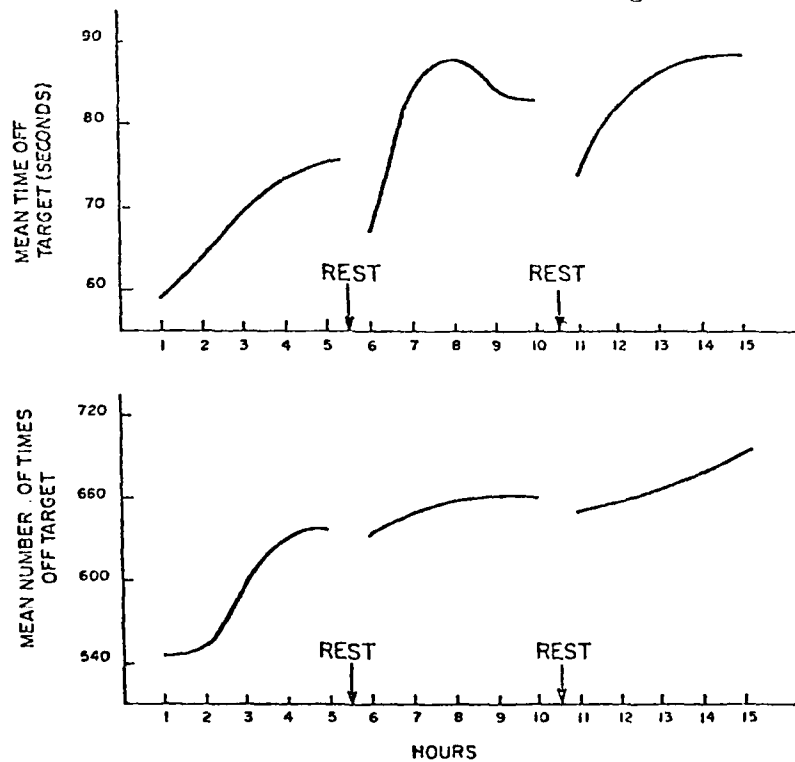 90
80
70
60
MEAN TIME OFF
TARGET (SECONDS)
REST
REST
1 2 3 4 5 6 7 8 9 10 11 12 13 14 15
720
660
600
540
MEAN NUMBER . OF TIMES
OFF TARGET
REST
REST
1 2 3 4 5 6 7 8 9 10 11 12 13 14 15
HOURS